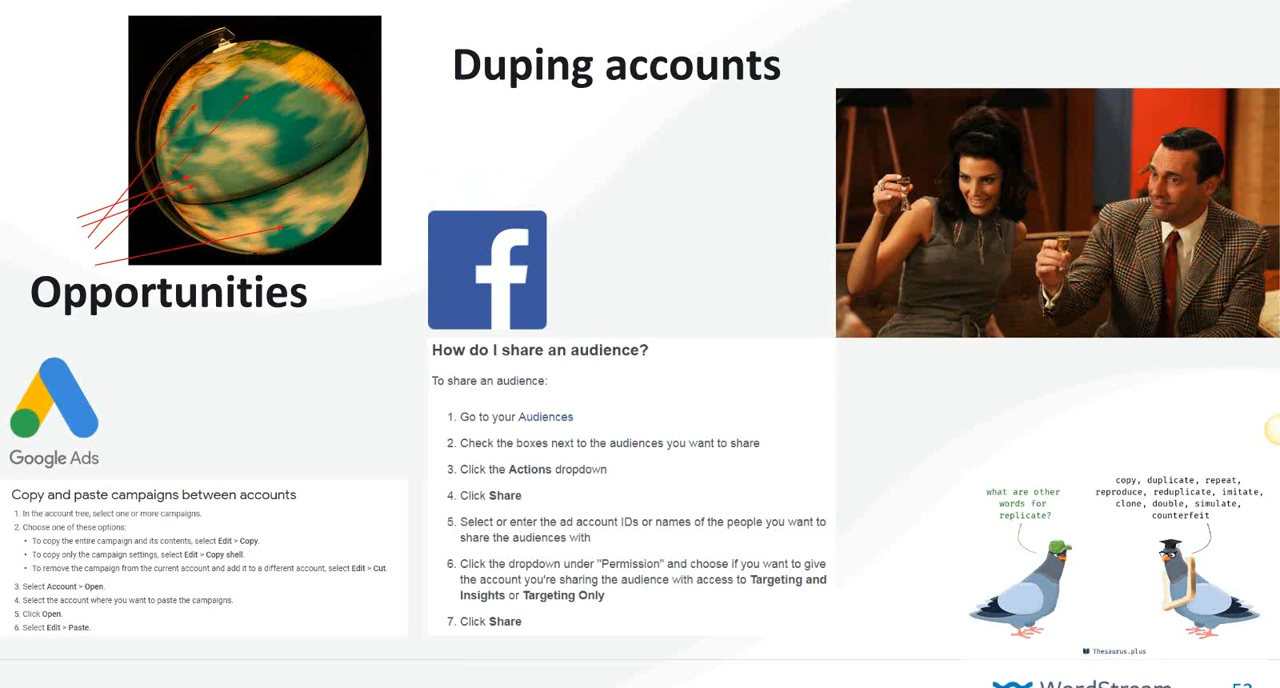 Duping accounts
Opportunities
Google Ads
Copy and paste campaigns between accounts
1. In the account tree, select one or more campaigns.
2. Choose one of these options:
• To copy the entire campaign and its contents, select Edit > Copy.
• To copy only the campaign settings, select Edit > Copy shell.
• To remove the campaign from the current account and add it to a different account, select Edit > Cut.
3. Select Account > Open.
4. Select the account where you want to paste the campaigns.
5. Click Open.
6. Select Edit > Paste.
f
How do I share an audience?
To share an audience:
1. Go to your Audiences
2. Check the boxes next to the audiences you want to share
3. Click the Actions dropdown
4. Click Share
5. Select or enter the ad account IDs or names of the people you want to
share the audiences with
6. Click the dropdown under "Permission" and choose if you want to give
the account you're sharing the audience with access to Targeting and
Insights or Targeting Only
7. Click Share
what are other
words for
replicate?
copy, duplicate, repeat,
reproduce, reduplicate, imitate,
clone, double, simulate,
counterfeit
Thesaurus.plus
WordStream